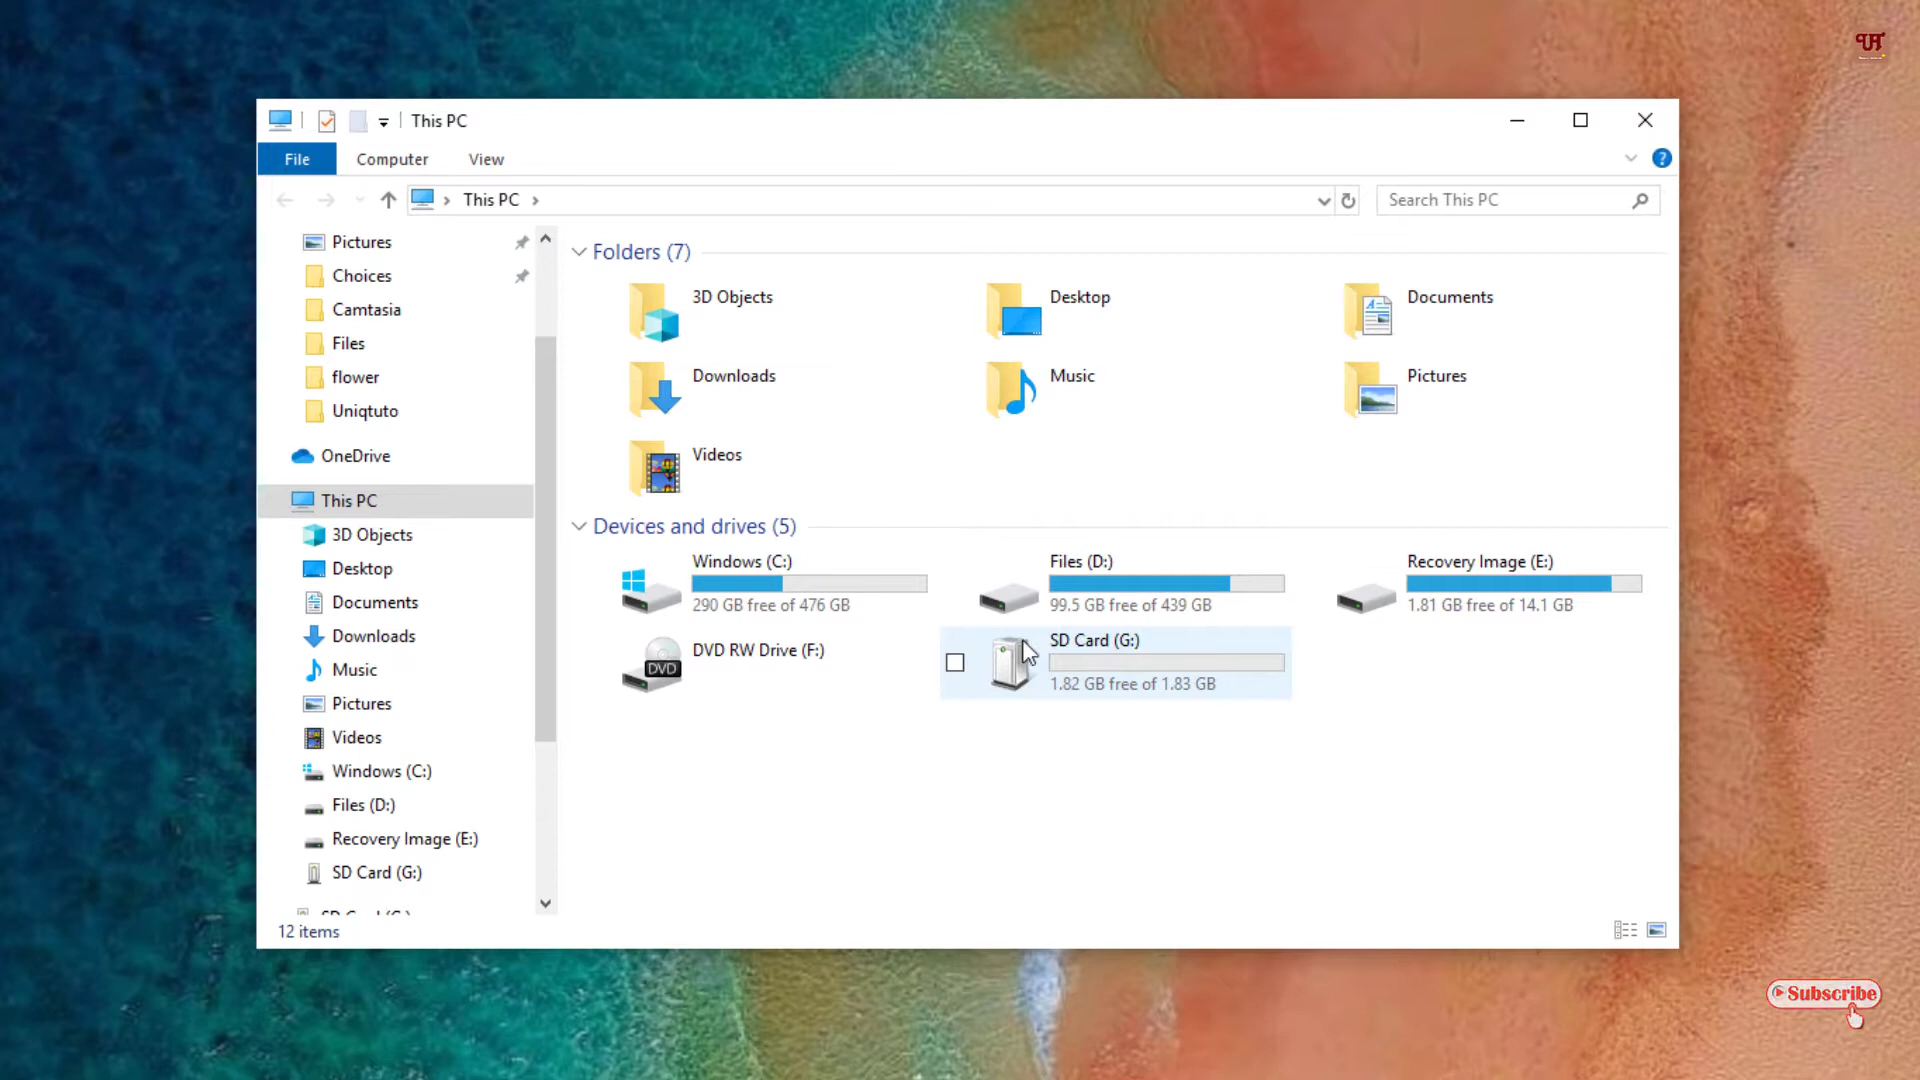 This PC
File
Computer
View
This PC
Search This PC
Pictures
Choices
Camtasia
Files
flower
Uniqtuto
OneDrive
This PC
3D Objects
Desktop
Documents
Downloads
Music
Pictures
Videos
Windows (C:)
Files (D:)
Recovery Image (E:)
SD Card (G:)
Folders (7)
3D Objects
Desktop
Documents
Downloads
Music
Pictures
Videos
Devices and drives (5)
Windows (C:)
290 GB free of 476 GB
Files (D:)
99.5 GB free of 439 GB
Recovery Image (E:)
1.81 GB free of 14.1 GB
DVD RW Drive (F:)
DVD
SD Card (G:)
1.82 GB free of 1.83 GB
12 items
Subscribe